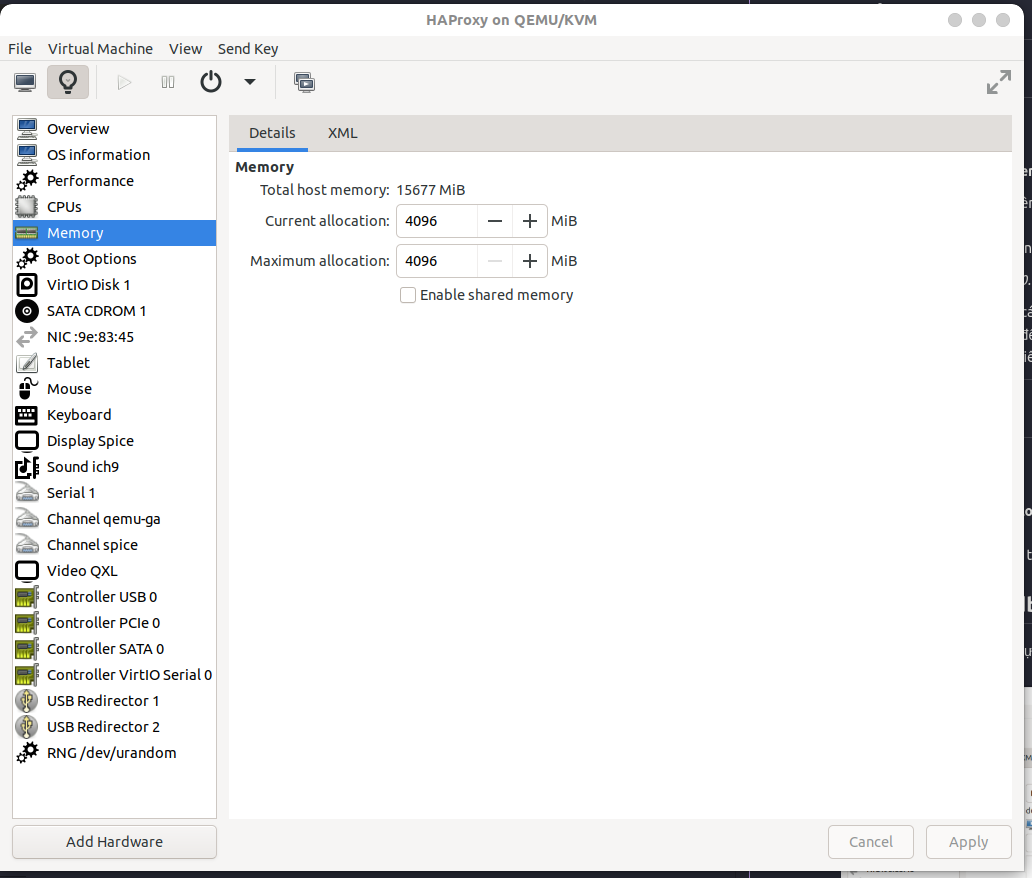 HAProxy on QEMU/KVM
File Virtual Machine View Send Key
Overview
OS information
Performance
CPUs
Memory
Boot Options
VirtIO Disk 1
SATA CDROM 1
NIC :9e:83:45
Tablet
Mouse
Keyboard
Display Spice
Sound ich9
Serial 1
Channel qemu-ga
Channel spice
Video QXL
Controller USB 0
Controller PCIe 0
Controller SATA 0
Controller VirtIO Serial 0
USB Redirector 1
USB Redirector 2
RNG /dev/urandom
Add Hardware
Details XML
Memory
Total host memory: 15677 MiB
Current allocation: 4096 MiB
Maximum allocation: 4096 MiB
Enable shared memory
Cancel Apply